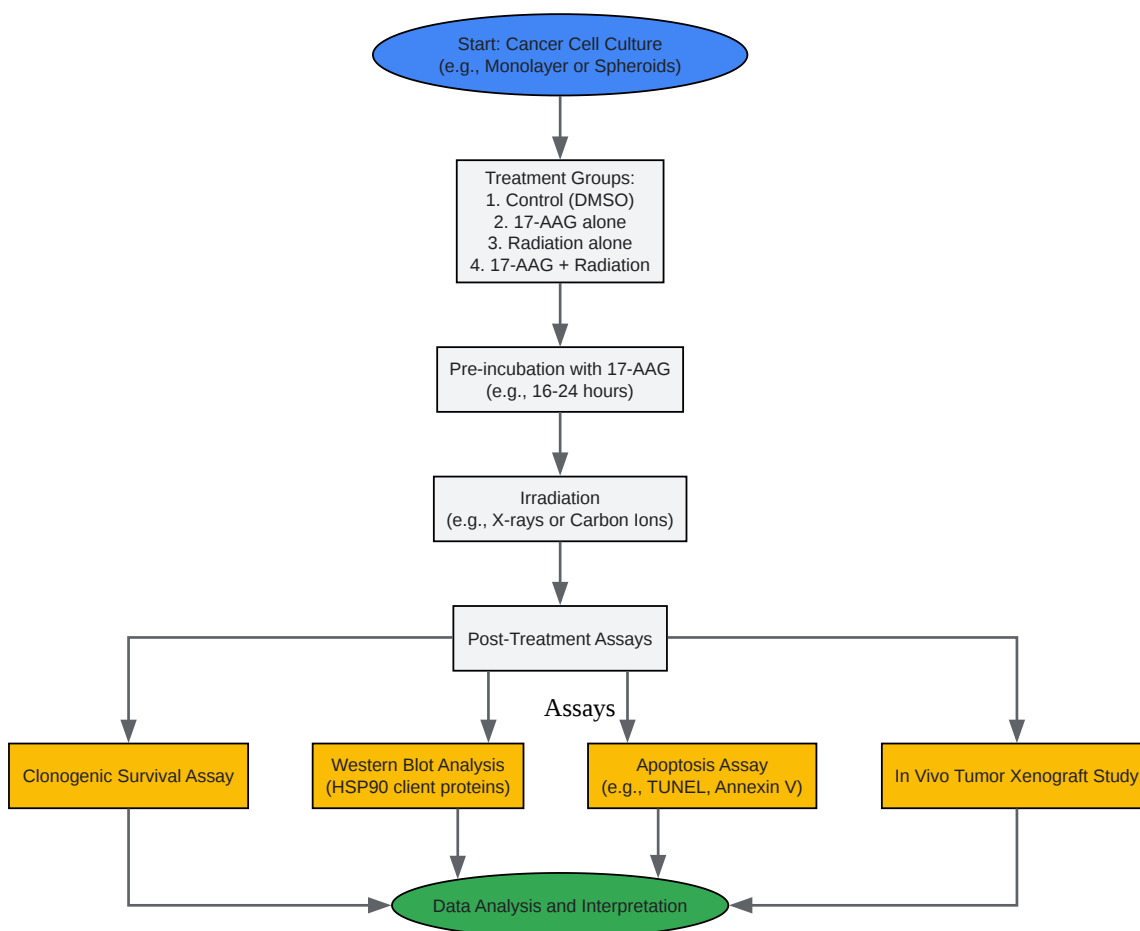 Start: Cancer Cell Culture
(e.g., Monolayer or Spheroids)
Treatment Groups:
1. Control (DMSO)
2. 17-AAG alone
3. Radiation alone
4. 17-AAG + Radiation
Pre-incubation with 17-AAG
(e.g., 16-24 hours)
Irradiation
(e.g., X-rays or Carbon Ions)
Post-Treatment Assays
Assays
Clonogenic Survival Assay
Western Blot Analysis
(HSP90 client proteins)
Apoptosis Assay
(e.g., TUNEL, Annexin V)
In Vivo Tumor Xenograft Study
Data Analysis and Interpretation